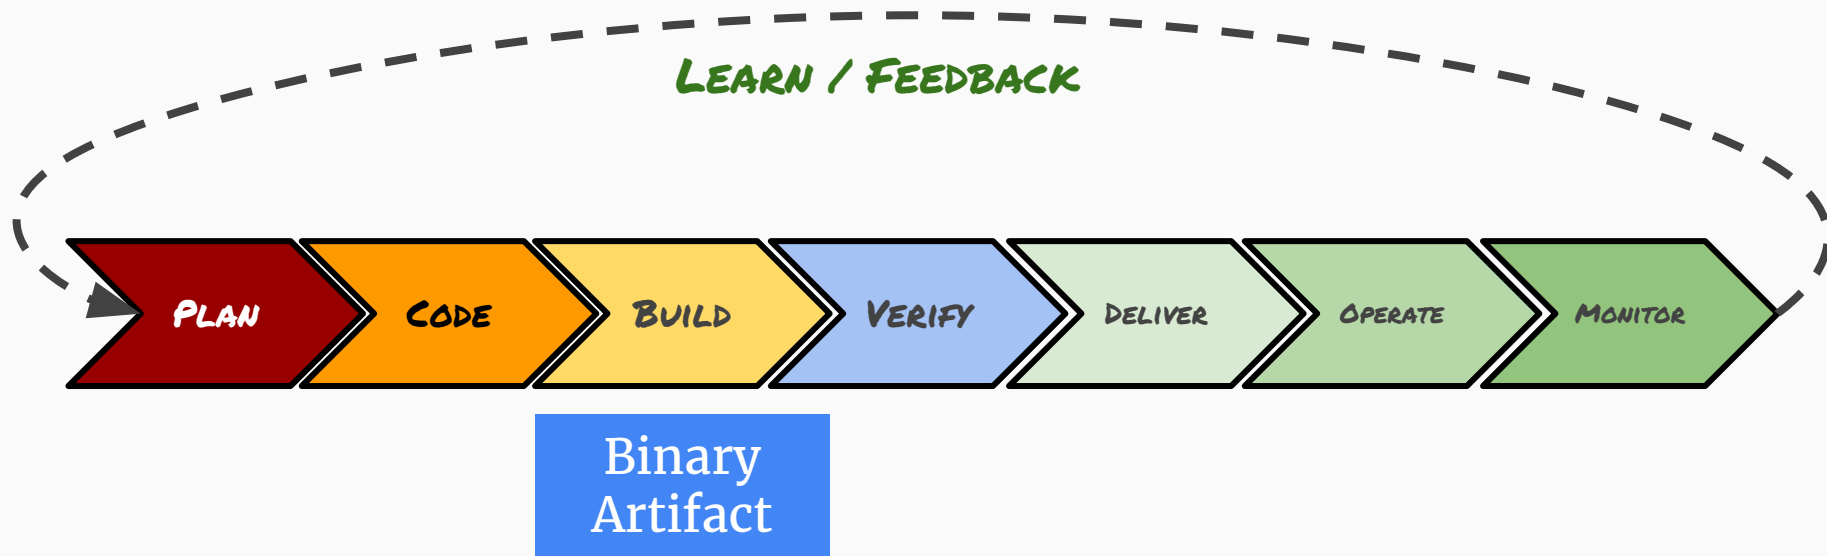 Learn / Feedback
Plan
Code
Build
Verify
Deliver
Operate
Monitor
Binary
Artifact